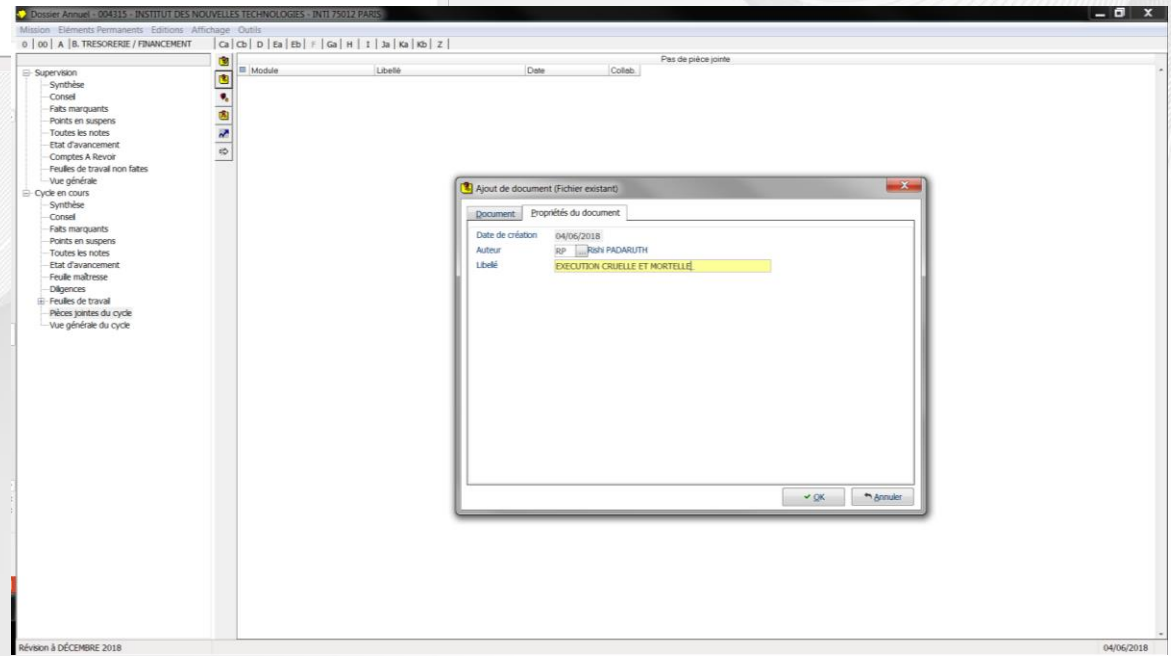 Dossier Annuel - 004315 - INSTITUT DES NOUVELLES TECHNOLOGIES - INTI 75012 PARIS
Mission Eléments Permanents Editions Affichage Outils
0 | 00 | A | B. TRESORERIE / FINANCEMENT | Ca | Cb | D | Ea | Eb | F | Ga | H | I | Ja | Ka | Kb | Z |
Pas de pièce jointe
Module Libellé Date Collab.
Supervision
Synthèse
Conseil
Faits marquants
Points en suspens
Toutes les notes
Etat d'avancement
Comptes A Revoir
Feuilles de travail non faites
Vue générale
Cycle en cours
Synthèse
Conseil
Faits marquants
Points en suspens
Toutes les notes
Etat d'avancement
Feuille maîtresse
Diligences
Feuilles de travail
Pièces jointes du cycle
Vue générale du cycle
Ajout de document (Fichier existant)
Document Propriétés du document
Date de création 04/06/2018
Auteur RP ... Rishi PADARUTH
Libellé EXECUTION CRUELLE ET MORTELLE
OK Annuler
Révision à DÉCEMBRE 2018 04/06/2018